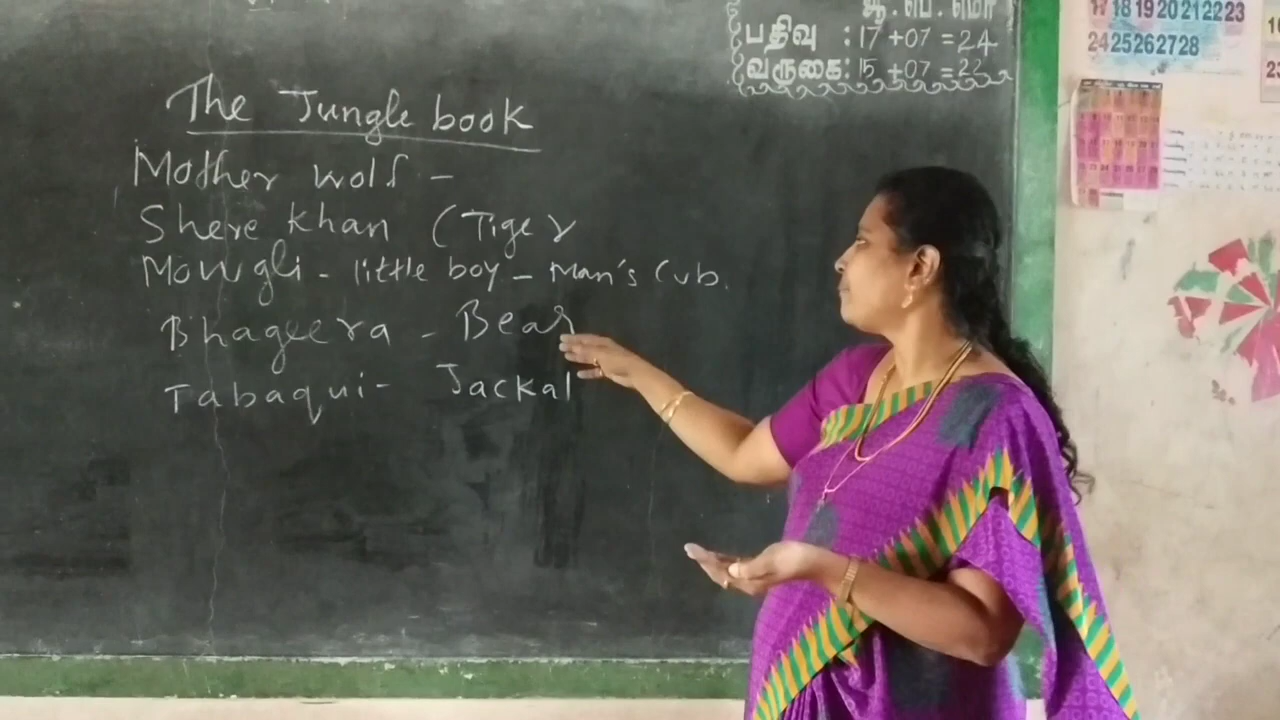 பதிவு : 17 +07 = 24
வருகை: 15 +07 = 22
The Jungle book
Mother wolf -
Shere Khan (Tiger
Mowgli - little boy - Man's Cub.
Bhageera - Bear
Tabaqui - Jackal
17 18 19 20 21 22 23
24 25 26 27 28